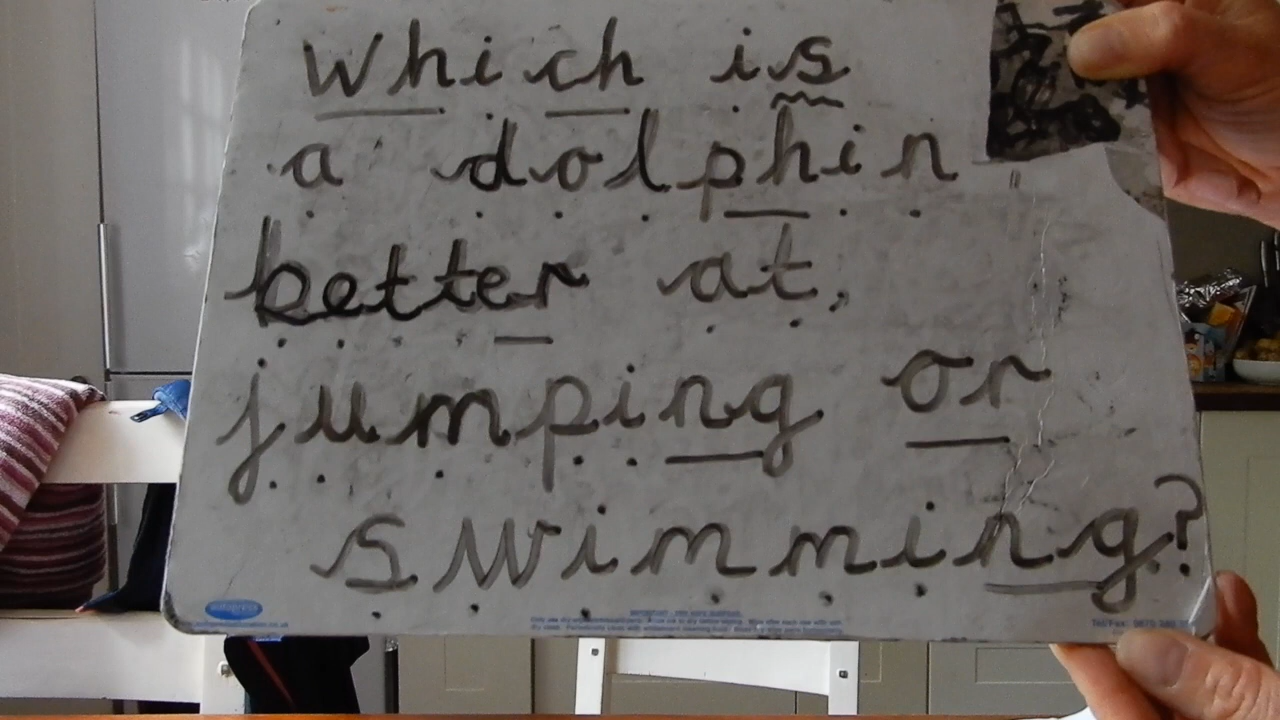 Which is
a dolphin
better at,
jumping or
swimming?